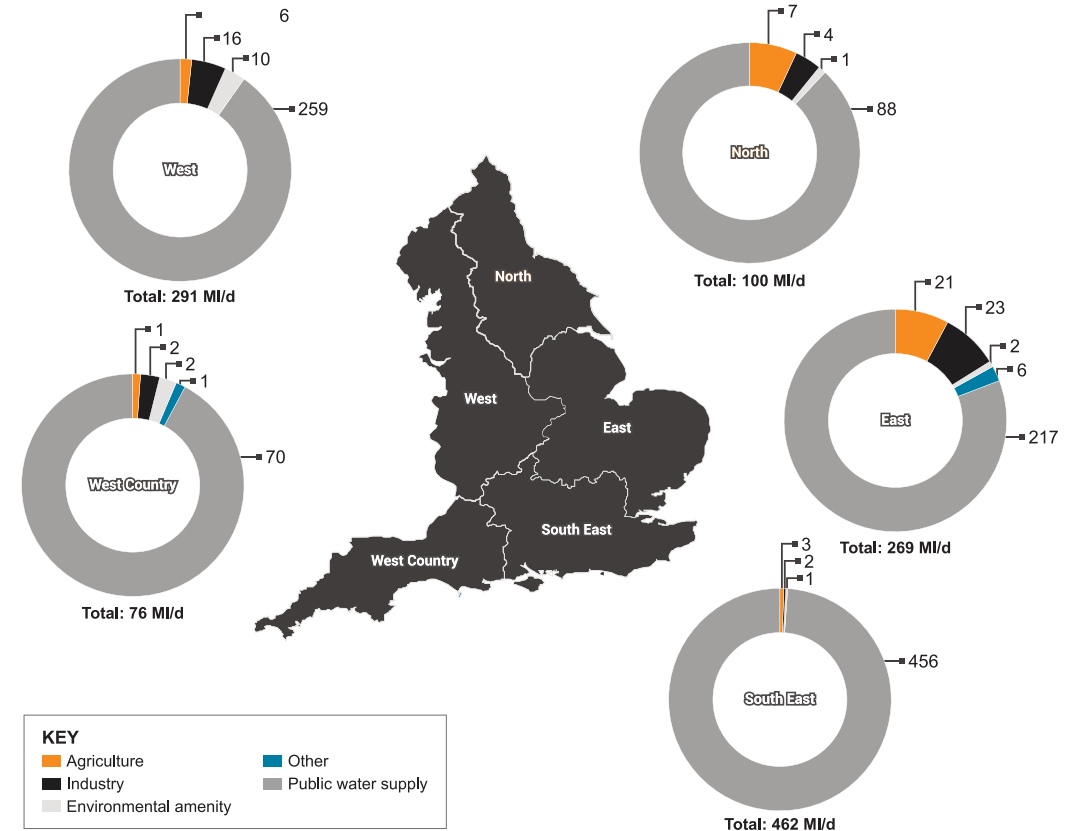 6
16
10
259
West
Total: 291 Ml/d
7
4
1
88
North
Total: 100 Ml/d
North
West
East
South East
West Country
1
2
2
1
70
West Country
Total: 76 Ml/d
21
23
2
6
217
East
Total: 269 Ml/d
3
2
1
456
South East
Total: 462 Ml/d
KEY
Agriculture
Industry
Environmental amenity
Other
Public water supply